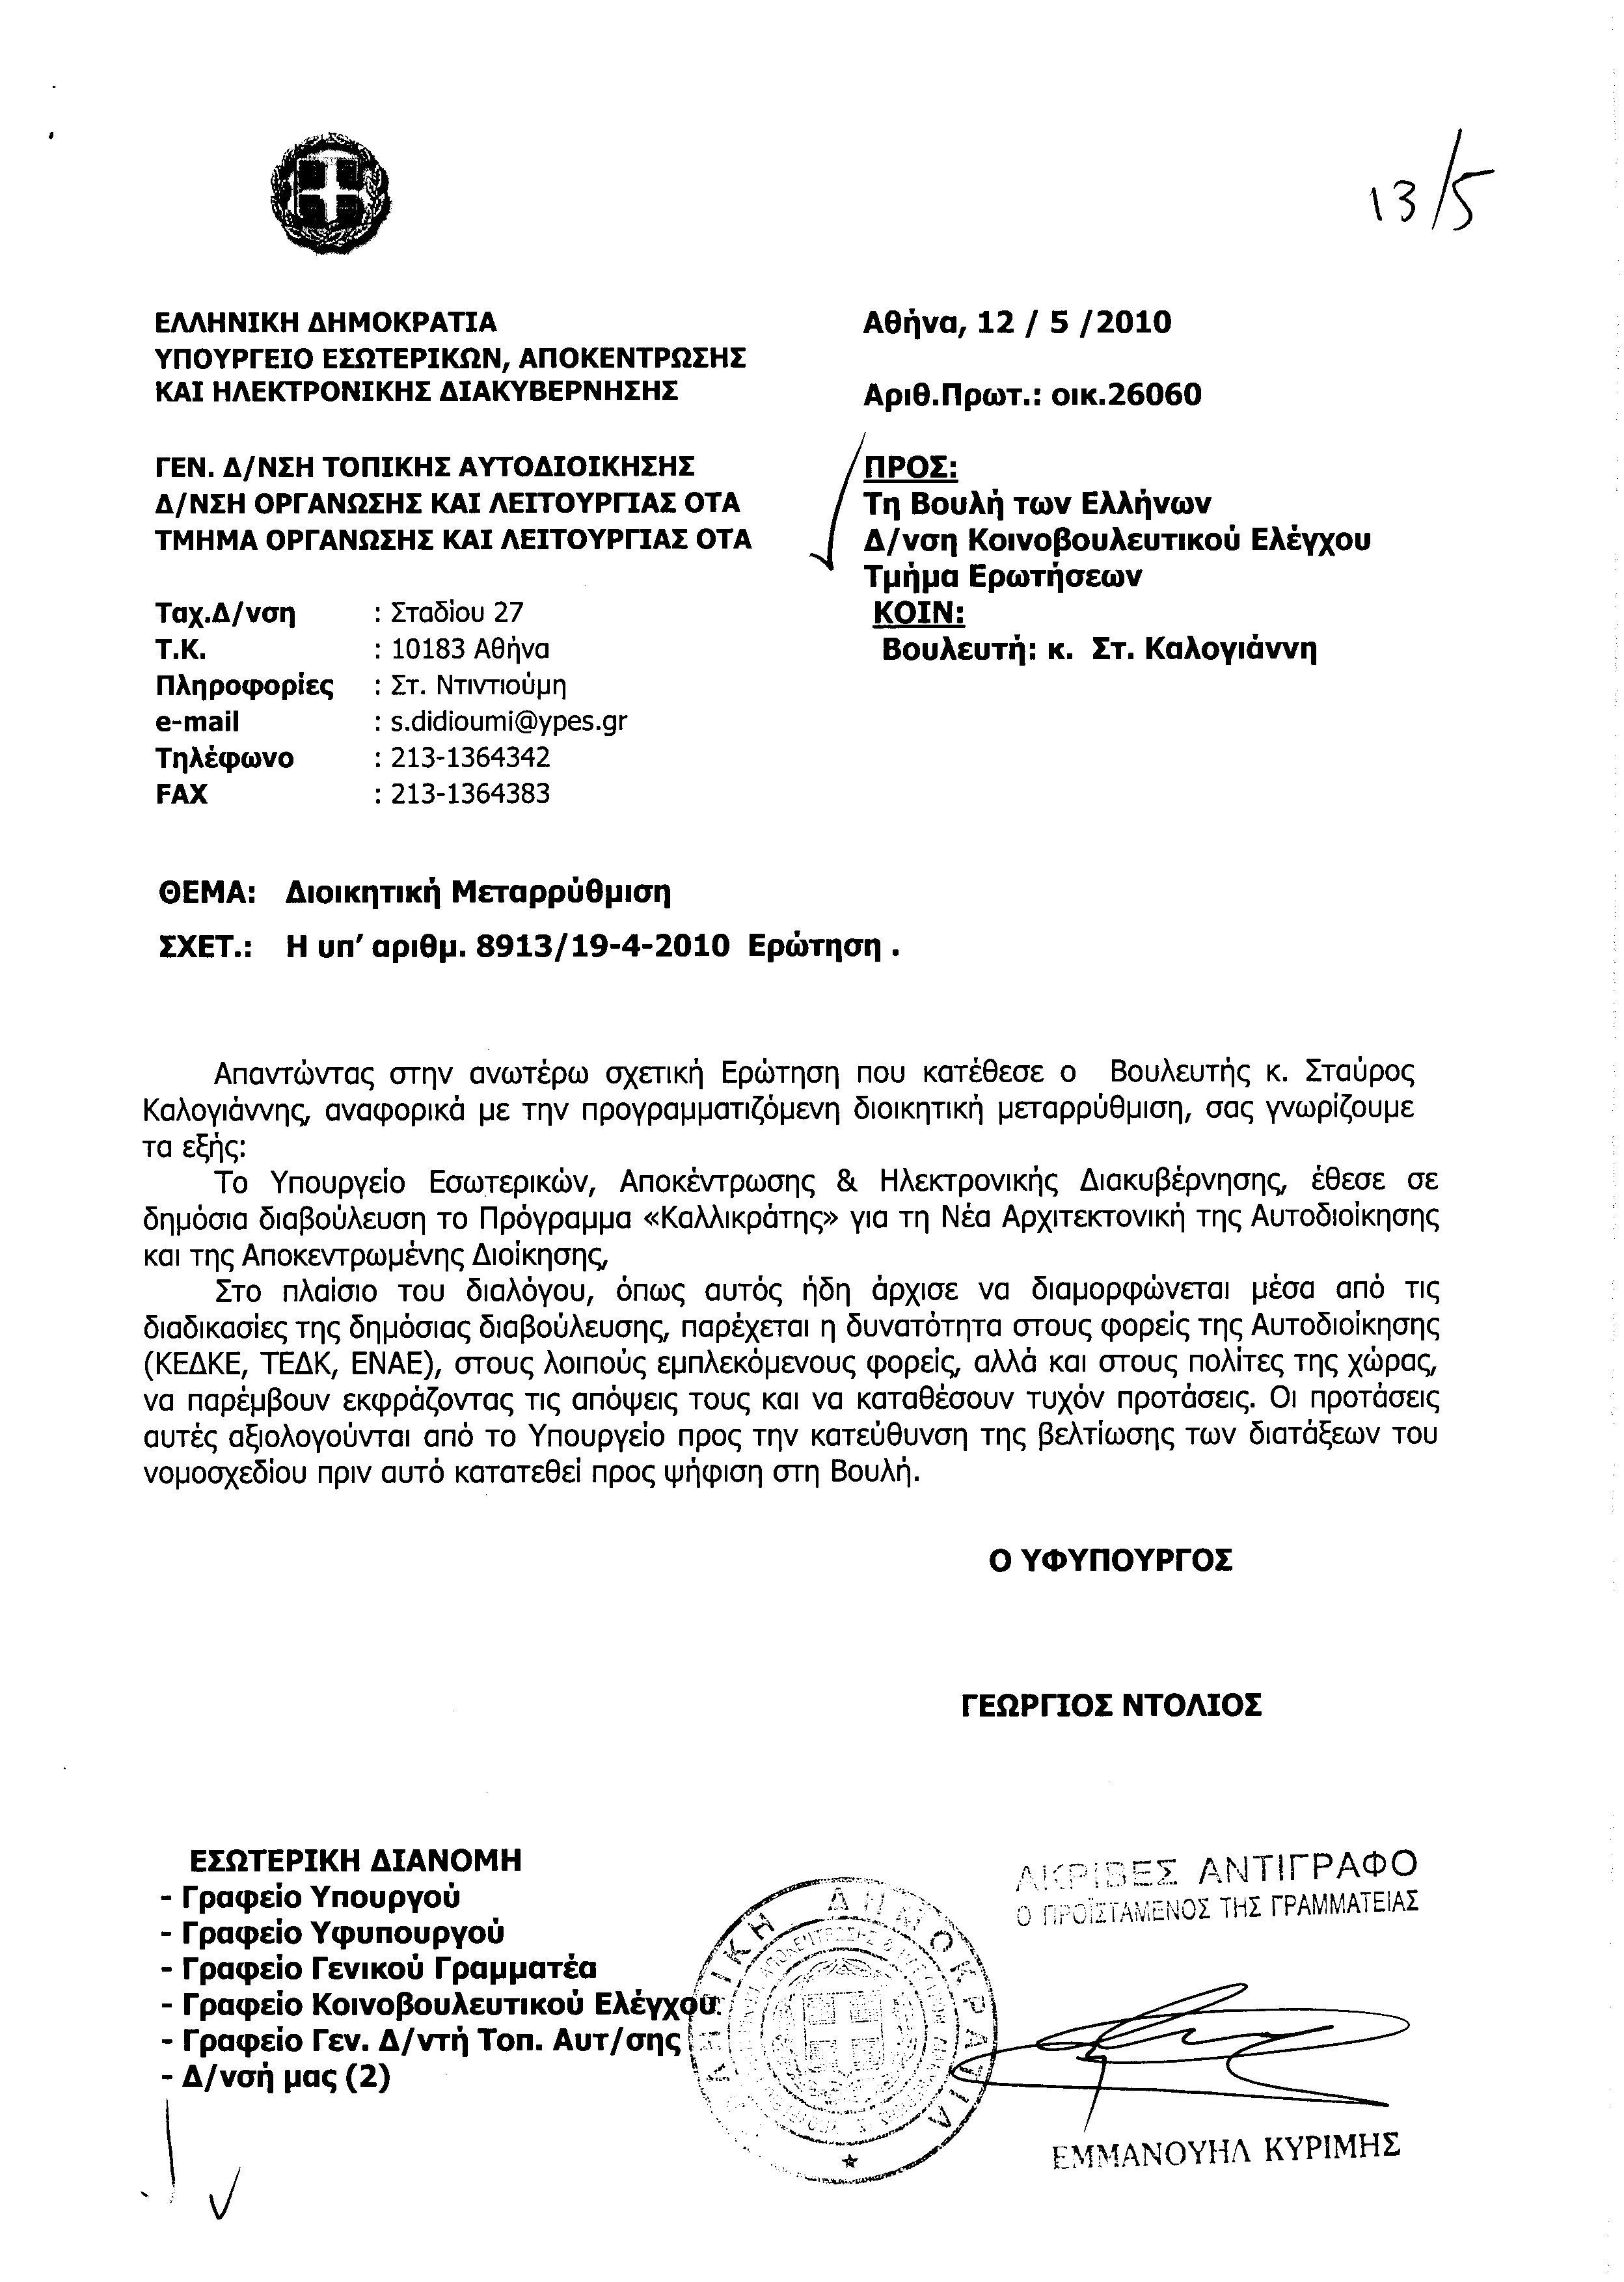 13/5
ΕΛΛΗΝΙΚΗ ΔΗΜΟΚΡΑΤΙΑ
ΥΠΟΥΡΓΕΙΟ ΕΣΩΤΕΡΙΚΩΝ, ΑΠΟΚΕΝΤΡΩΣΗΣ
ΚΑΙ ΗΛΕΚΤΡΟΝΙΚΗΣ ΔΙΑΚΥΒΕΡΝΗΣΗΣ
ΓΕΝ. Δ/ΝΣΗ ΤΟΠΙΚΗΣ ΑΥΤΟΔΙΟΙΚΗΣΗΣ
Δ/ΝΣΗ ΟΡΓΑΝΩΣΗΣ ΚΑΙ ΛΕΙΤΟΥΡΓΙΑΣ ΟΤΑ
ΤΜΗΜΑ ΟΡΓΑΝΩΣΗΣ ΚΑΙ ΛΕΙΤΟΥΡΓΙΑΣ ΟΤΑ
Ταχ.Δ/νση : Σταδίου 27
Τ.Κ. : 10183 Αθήνα
Πληροφορίες : Στ. Ντιντιούμη
e-mail : s.didioumi@ypes.gr
Τηλέφωνο : 213-1364342
FAX : 213-1364383
Αθήνα, 12 / 5 /2010
Αριθ.Πρωτ.: οικ.26060
ΠΡΟΣ:
Τη Βουλή των Ελλήνων
Δ/νση Κοινοβουλευτικού Ελέγχου
Τμήμα Ερωτήσεων
ΚΟΙΝ:
Βουλευτή: κ. Στ. Καλογιάννη
ΘΕΜΑ: Διοικητική Μεταρρύθμιση
ΣΧΕΤ.: Η υπ’ αριθμ. 8913/19-4-2010 Ερώτηση .
Απαντώντας στην ανωτέρω σχετική Ερώτηση που κατέθεσε ο Βουλευτής κ. Σταύρος
Καλογιάννης, αναφορικά με την προγραμματιζόμενη διοικητική μεταρρύθμιση, σας γνωρίζουμε
τα εξής:
Το Υπουργείο Εσωτερικών, Αποκέντρωσης & Ηλεκτρονικής Διακυβέρνησης, έθεσε σε
δημόσια διαβούλευση το Πρόγραμμα «Καλλικράτης» για τη Νέα Αρχιτεκτονική της Αυτοδιοίκησης
και της Αποκεντρωμένης Διοίκησης,
Στο πλαίσιο του διαλόγου, όπως αυτός ήδη άρχισε να διαμορφώνεται μέσα από τις
διαδικασίες της δημόσιας διαβούλευσης, παρέχεται η δυνατότητα στους φορείς της Αυτοδιοίκησης
(ΚΕΔΚΕ, ΤΕΔΚ, ΕΝΑΕ), στους λοιπούς εμπλεκόμενους φορείς, αλλά και στους πολίτες της χώρας,
να παρέμβουν εκφράζοντας τις απόψεις τους και να καταθέσουν τυχόν προτάσεις. Οι προτάσεις
αυτές αξιολογούνται από το Υπουργείο προς την κατεύθυνση της βελτίωσης των διατάξεων του
νομοσχεδίου πριν αυτό κατατεθεί προς ψήφιση στη Βουλή.
Ο ΥΦΥΠΟΥΡΓΟΣ
ΓΕΩΡΓΙΟΣ ΝΤΟΛΙΟΣ
ΕΣΩΤΕΡΙΚΗ ΔΙΑΝΟΜΗ
- Γραφείο Υπουργού
- Γραφείο Υφυπουργού
- Γραφείο Γενικού Γραμματέα
- Γραφείο Κοινοβουλευτικού Ελέγχου
- Γραφείο Γεν. Δ/ντή Τοπ. Αυτ/σης
- Δ/νσή μας (2)
ΔΗΜΟΚΡΑΤΙΑ
ΑΚΡΙΒΕΣ ΑΝΤΙΓΡΑΦΟ
Ο ΠΡΟΪΣΤΑΜΕΝΟΣ ΤΗΣ ΓΡΑΜΜΑΤΕΙΑΣ
ΕΜΜΑΝΟΥΗΛ ΚΥΡΙΜΗΣ